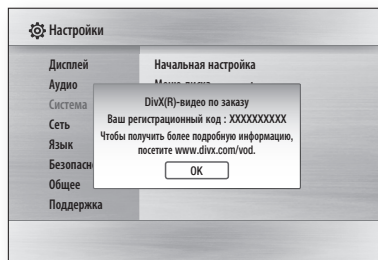 Настройки
Дисплей
Начальная настройка
Аудио
Система
Сеть
Язык
Общее
Поддержка
DivX(R)-видео по заказу
Ваш регистрационный код : XXXXXXXXXX
Чтобы получить более подробную информацию,
посетите www.divx.com/vod.
OK